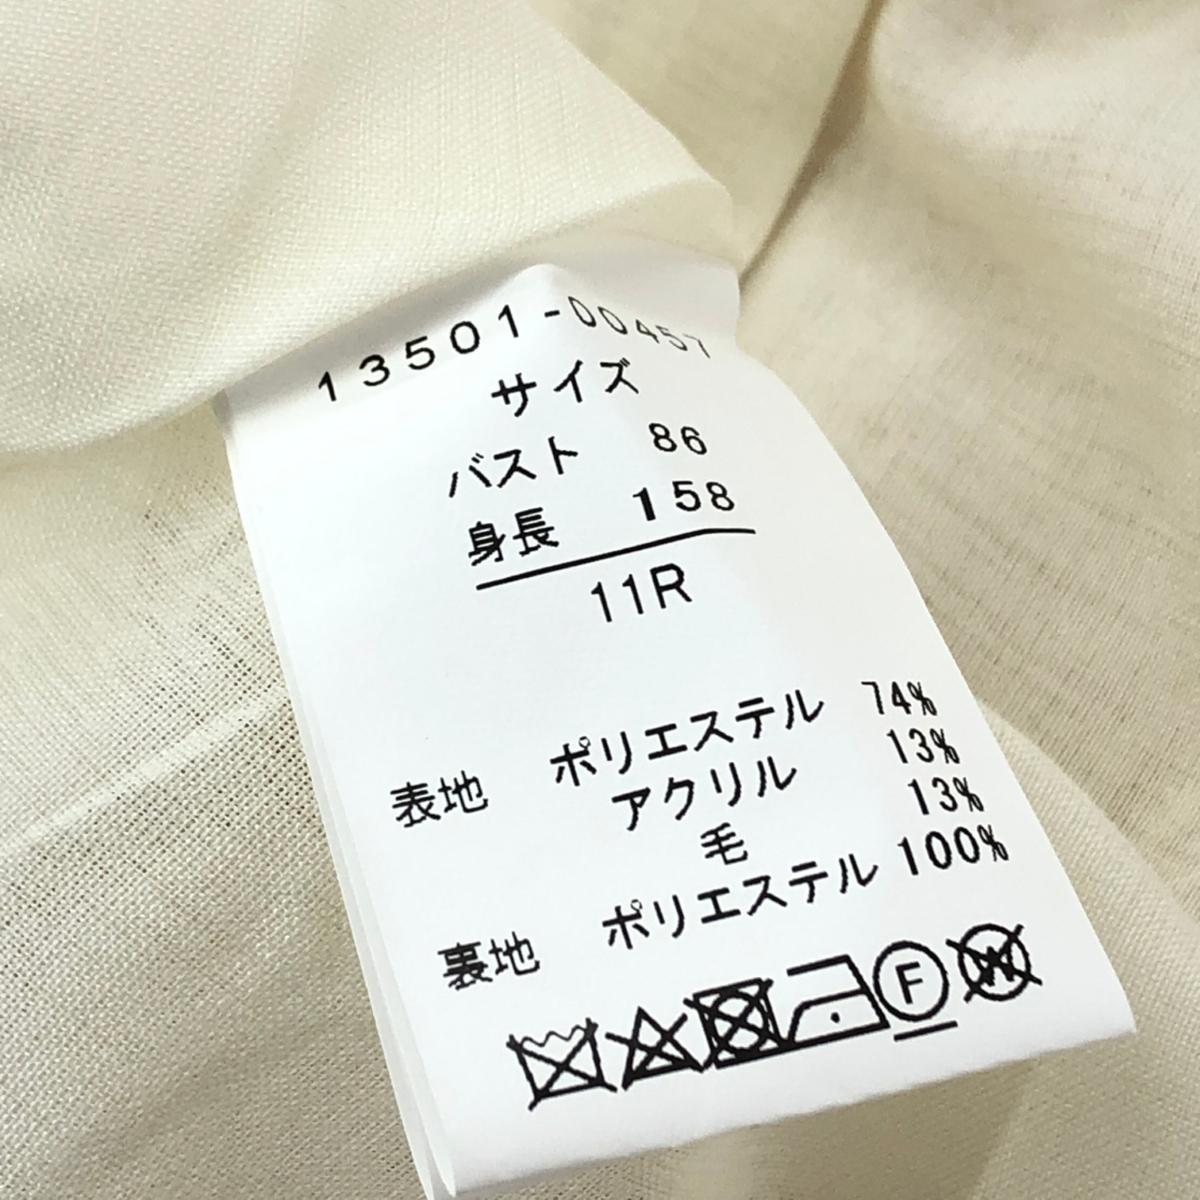 13501-00457
サイズ
バスト 86
身長 158
11R
表地 ポリエステル 74%
アクリル 13%
毛 13%
裏地 ポリエステル 100%
F
W